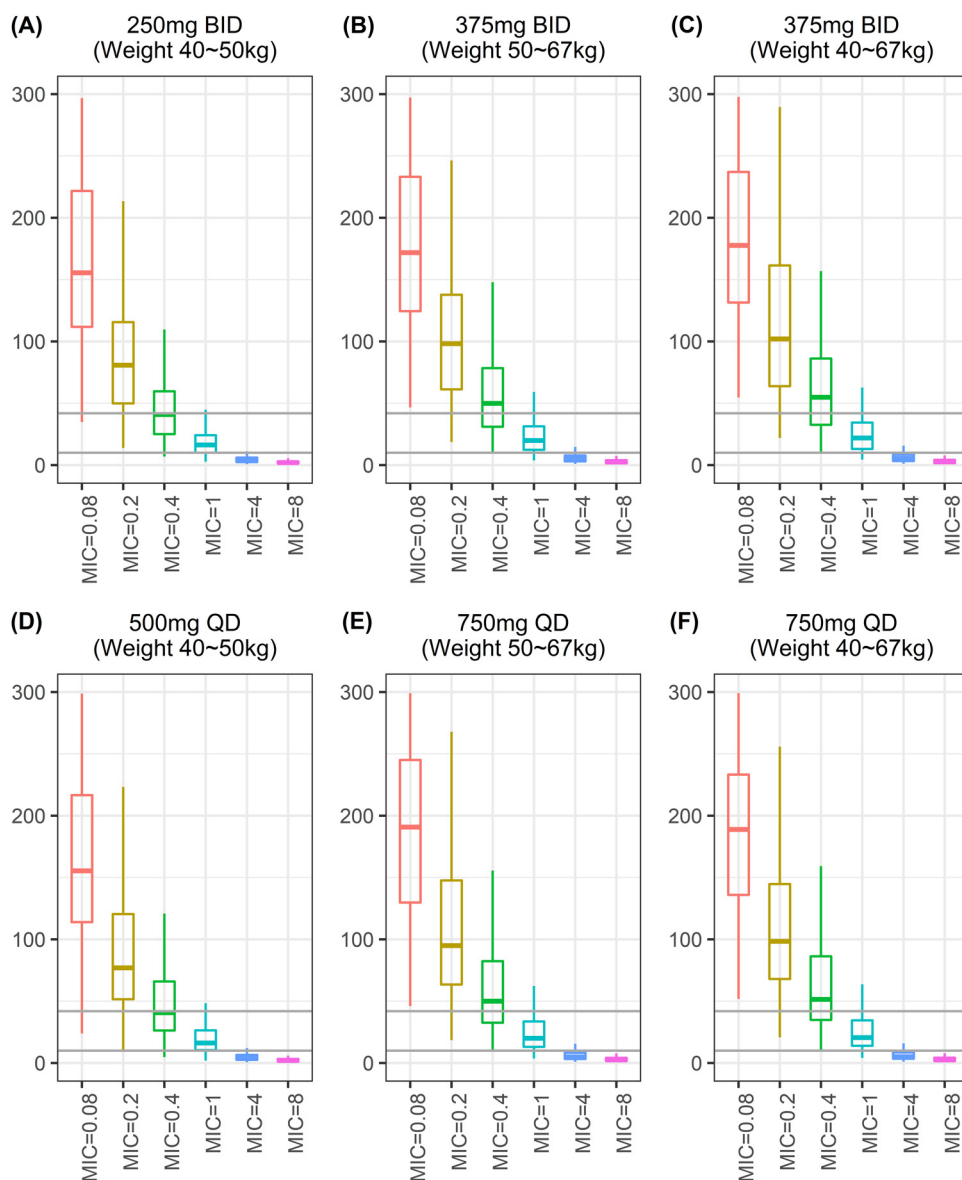 (A) 250mg BID
(Weight 40~50kg)
(B) 375mg BID
(Weight 50~67kg)
(C) 375mg BID
(Weight 40~67kg)
300
200
100
0
MIC=0.08
MIC=0.2
MIC=0.4
MIC=1
MIC=4
MIC=8
300
200
100
0
MIC=0.08
MIC=0.2
MIC=0.4
MIC=1
MIC=4
MIC=8
300
200
100
0
MIC=0.08
MIC=0.2
MIC=0.4
MIC=1
MIC=4
MIC=8
(D) 500mg QD
(Weight 40~50kg)
(E) 750mg QD
(Weight 50~67kg)
(F) 750mg QD
(Weight 40~67kg)
300
200
100
0
MIC=0.08
MIC=0.2
MIC=0.4
MIC=1
MIC=4
MIC=8
300
200
100
0
MIC=0.08
MIC=0.2
MIC=0.4
MIC=1
MIC=4
MIC=8
300
200
100
0
MIC=0.08
MIC=0.2
MIC=0.4
MIC=1
MIC=4
MIC=8